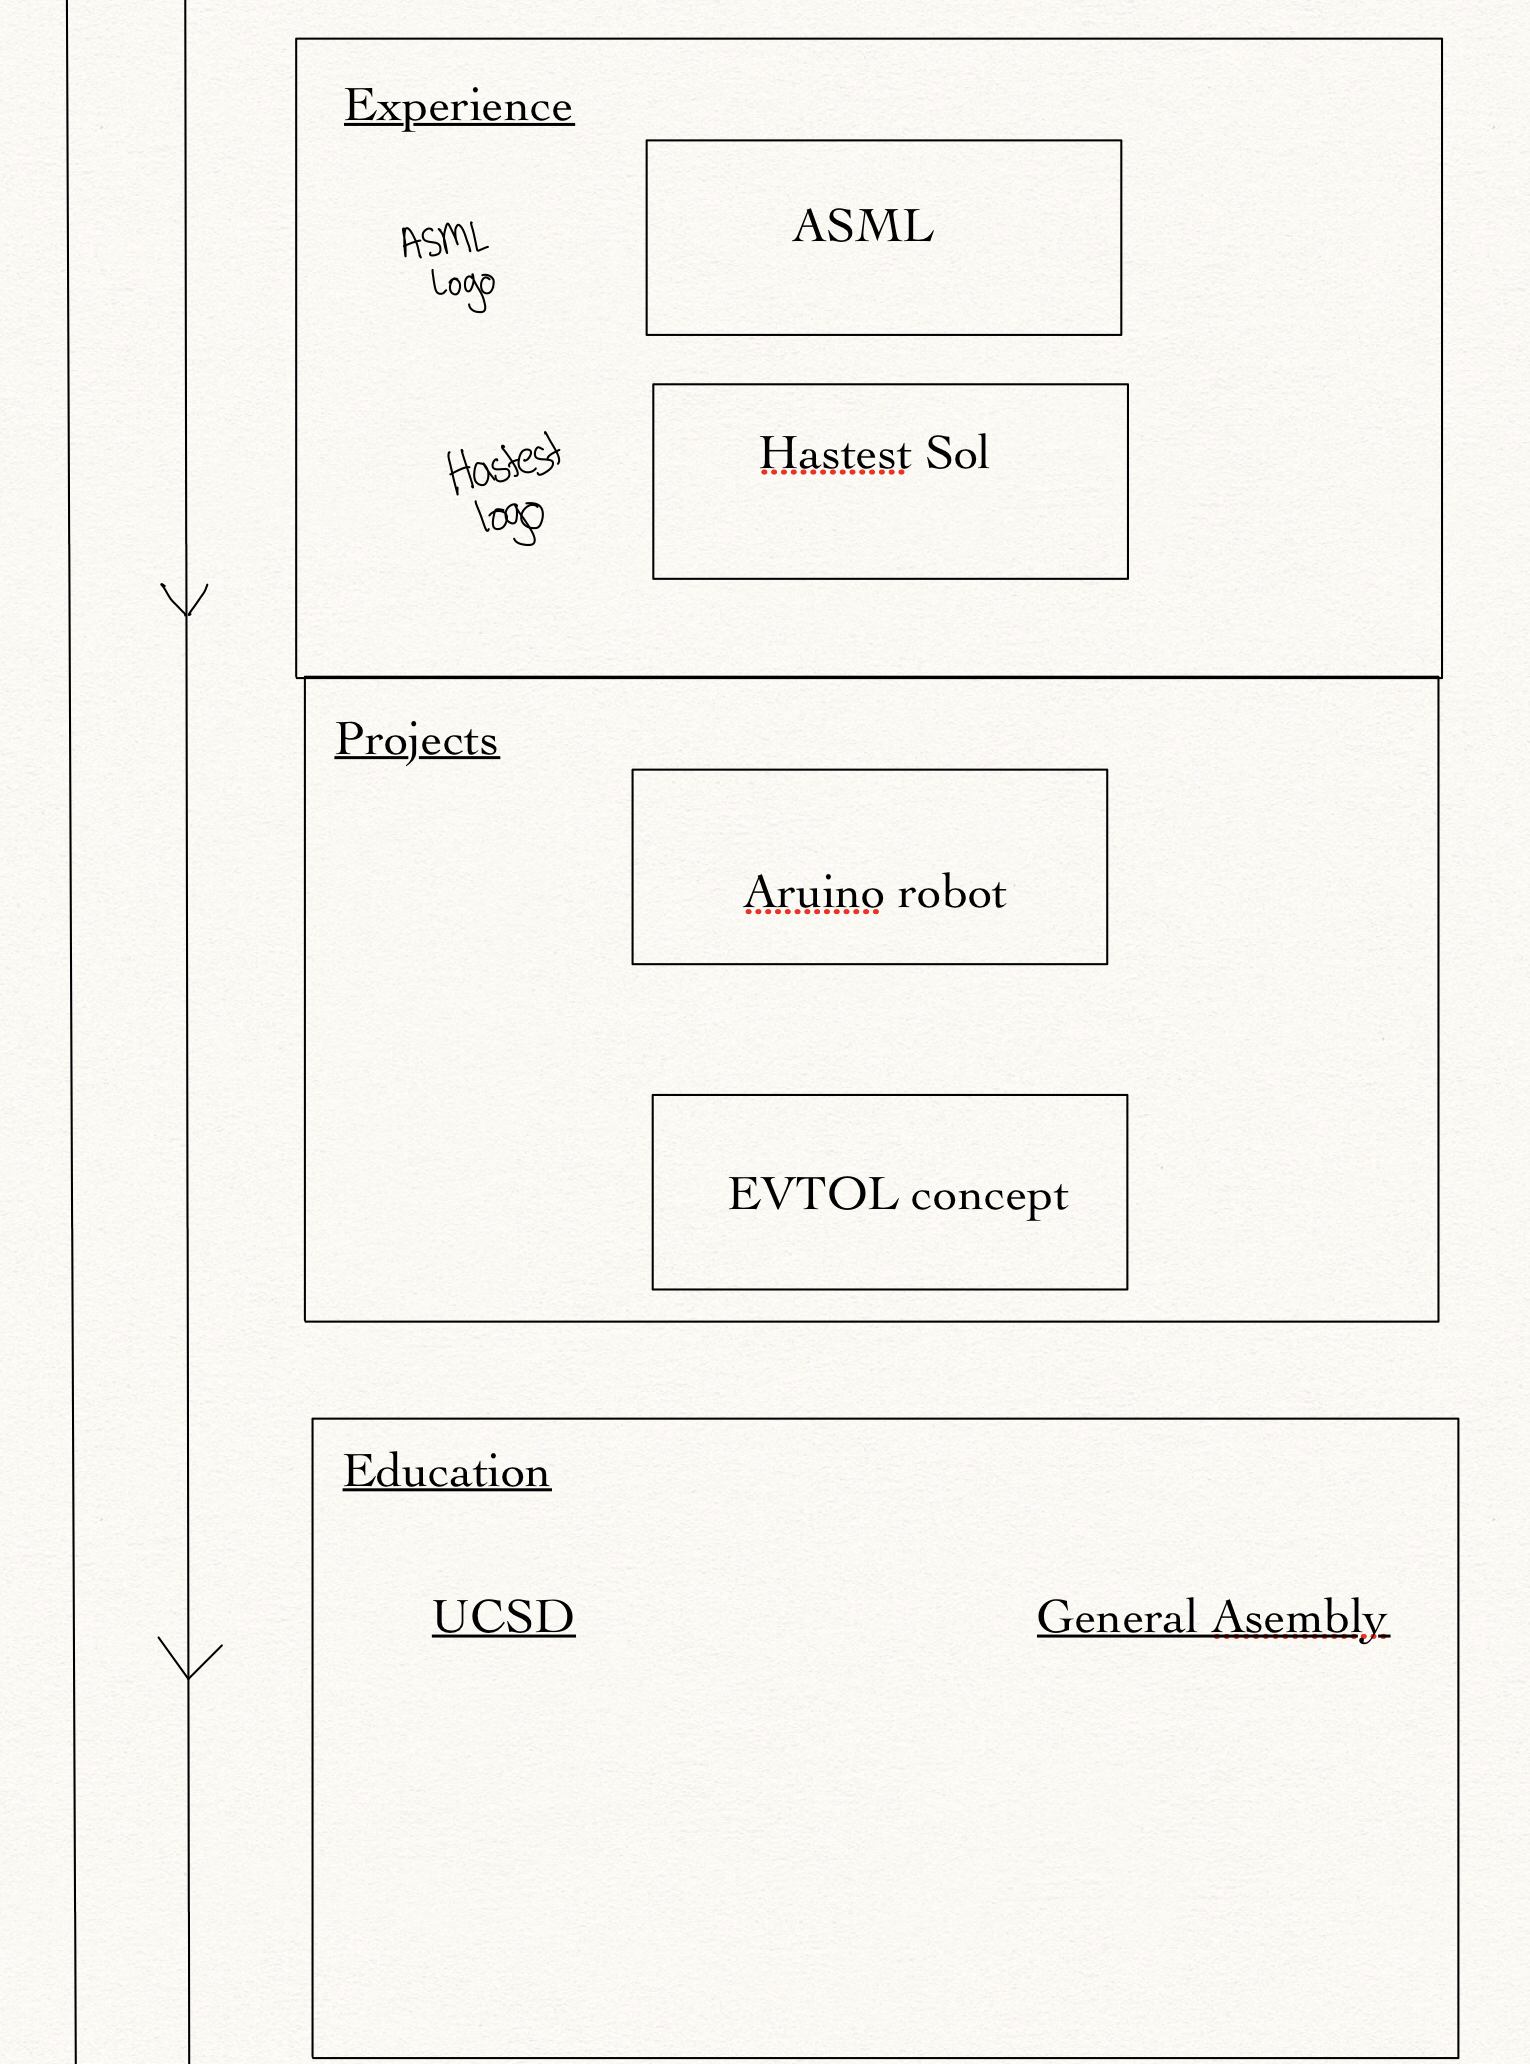 Experience
ASML
ASML
logo
Hastest Sol
Hastest
logo
Projects
Aruino robot
EVTOL concept
Education
UCSD
General Asembly